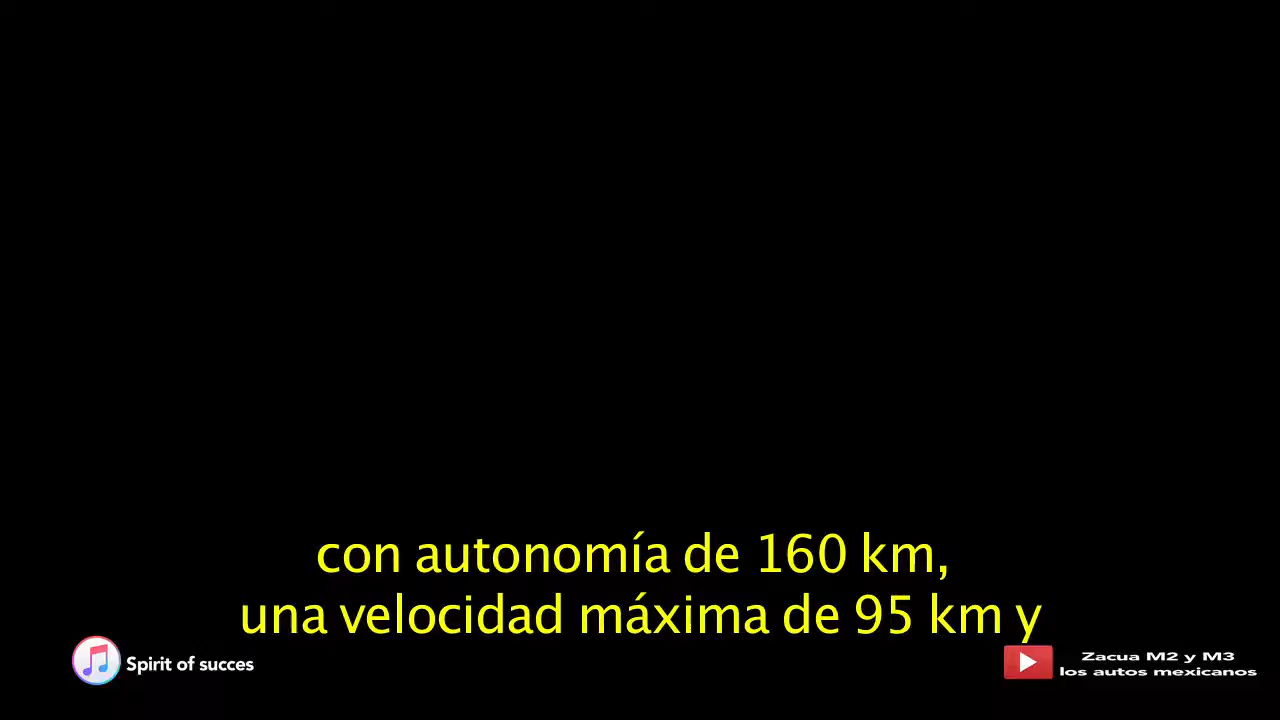 con autonomía de 160 km,
una velocidad máxima de 95 km y
Spirit of succes
Zacua M2 y M3
los autos mexicanos